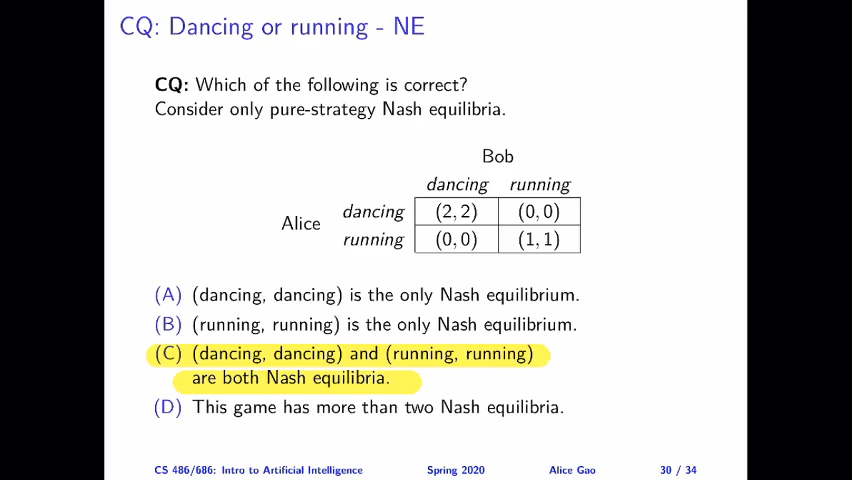 CQ: Dancing or running - NE
CQ: Which of the following is correct?
Consider only pure-strategy Nash equilibria.
Bob
dancing running
Alice
dancing (2, 2) (0, 0)
running (0, 0) (1, 1)
(A) (dancing, dancing) is the only Nash equilibrium.
(B) (running, running) is the only Nash equilibrium.
(C) (dancing, dancing) and (running, running)
are both Nash equilibria.
(D) This game has more than two Nash equilibria.
CS 486/686: Intro to Artificial Intelligence Spring 2020 Alice Gao 30 / 34